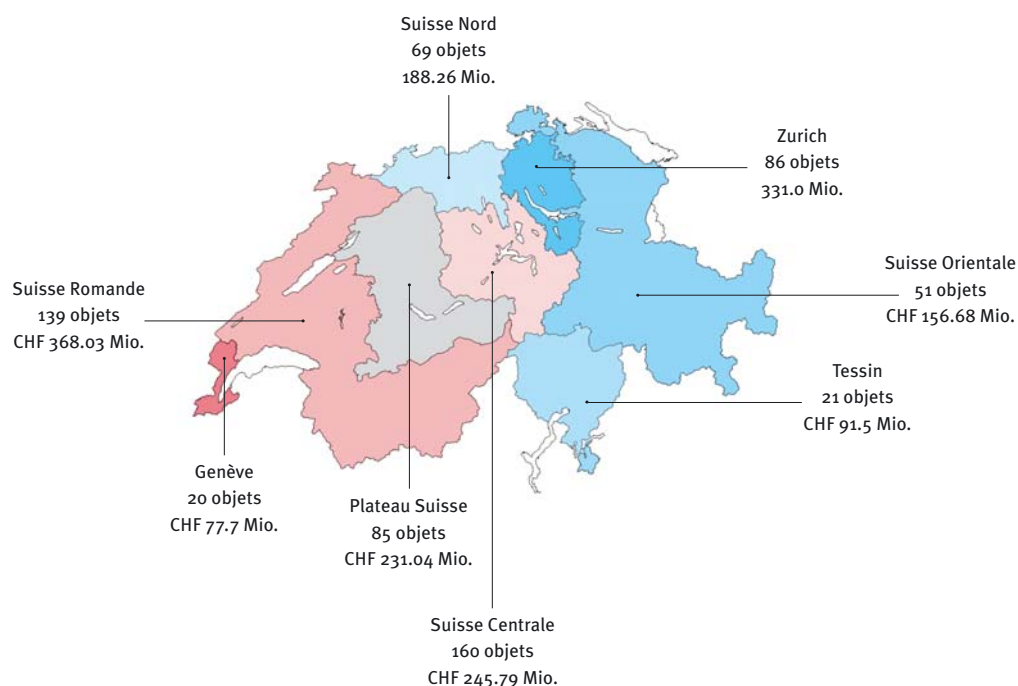 Suisse Nord
69 objets
188.26 Mio.
Zurich
86 objets
331.0 Mio.
Suisse Orientale
51 objets
CHF 156.68 Mio.
Suisse Romande
139 objets
CHF 368.03 Mio.
Tessin
21 objets
CHF 91.5 Mio.
Genève
20 objets
CHF 77.7 Mio.
Plateau Suisse
85 objets
CHF 231.04 Mio.
Suisse Centrale
160 objets
CHF 245.79 Mio.